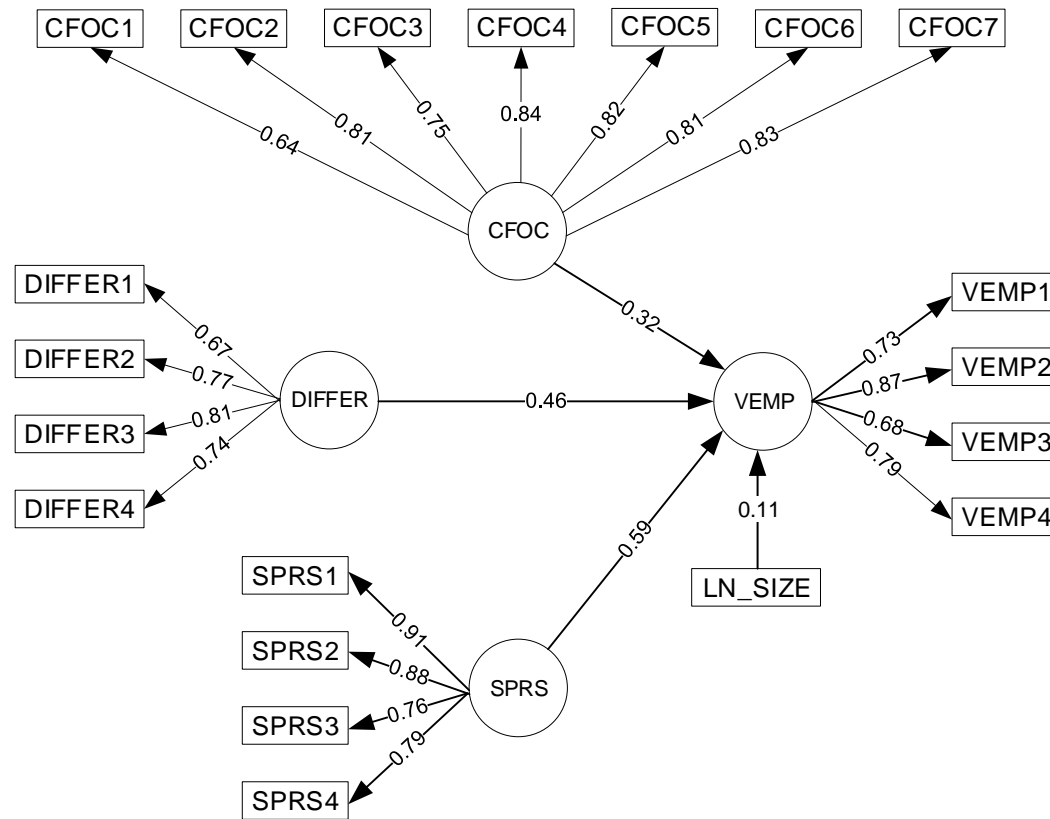 CFOC1 CFOC2 CFOC3 CFOC4 CFOC5 CFOC6 CFOC7
0.64 0.81 0.75 0.84 0.82 0.81 0.83
CFOC
0.32
DIFFER1
DIFFER2
DIFFER3
DIFFER4
0.67
0.77
0.81
0.74
DIFFER
0.46
VEMP
0.73
0.87
0.68
0.79
VEMP1
VEMP2
VEMP3
VEMP4
0.59
0.11
LN_SIZE
SPRS1
SPRS2
SPRS3
SPRS4
0.91
0.88
0.76
0.79
SPRS